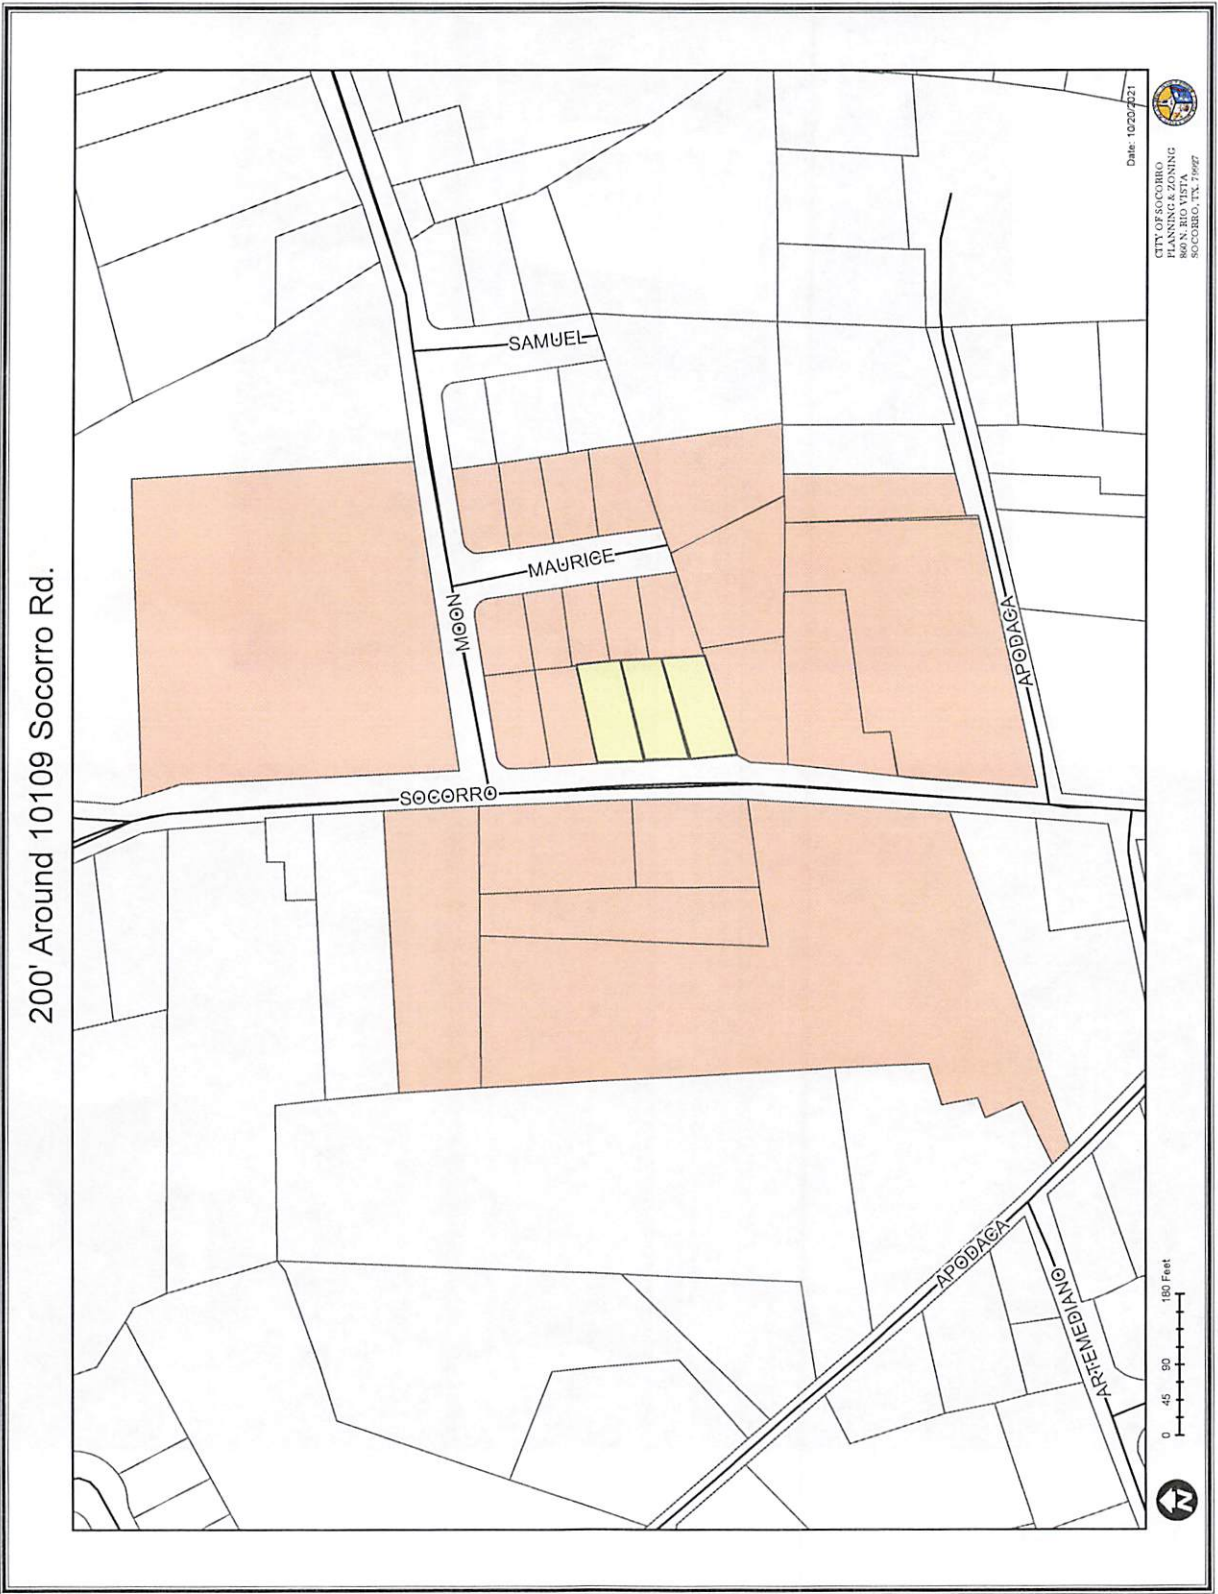 200' Around 10109 Socorro Rd.
SAMUEL
MAURICE
MOON
SOCORRO
APODACA
APODACA
ARTEMEDIANO
0 45 90 180 Feet
N
Date: 10/20/2021
CITY OF SOCORRO
PLANNING & ZONING
860 N. RIO VISTA
SOCORRO, TX. 79927